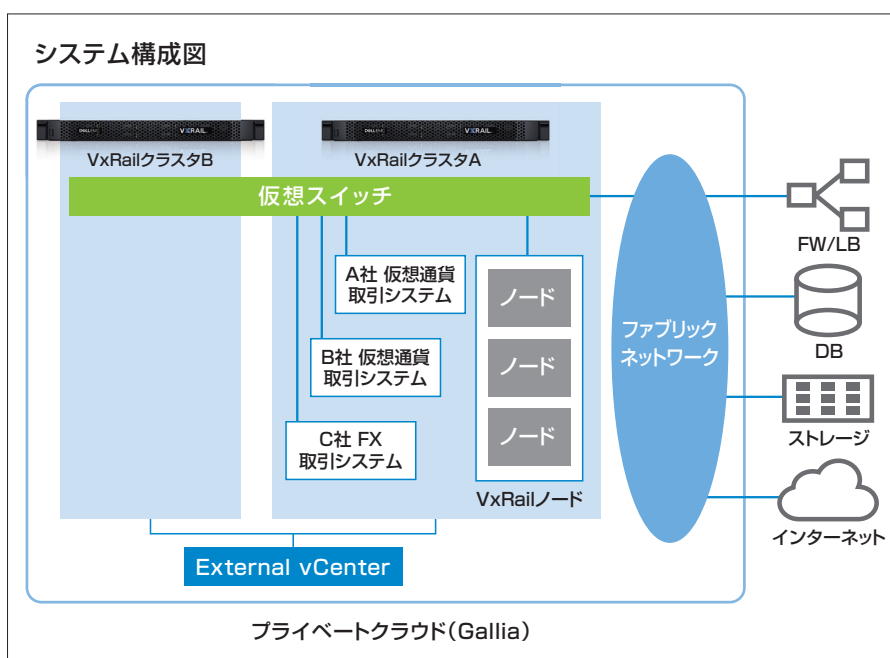 システム構成図
DELL EMC
VXRAIL
DELL EMC
VXRAIL
VxRailクラスタB
VxRailクラスタA
仮想スイッチ
A社 仮想通貨
取引システム
B社 仮想通貨
取引システム
C社 FX
取引システム
ノード
ノード
ノード
VxRailノード
ファブリック
ネットワーク
FW/LB
DB
ストレージ
インターネット
External vCenter
プライベートクラウド(Gallia)